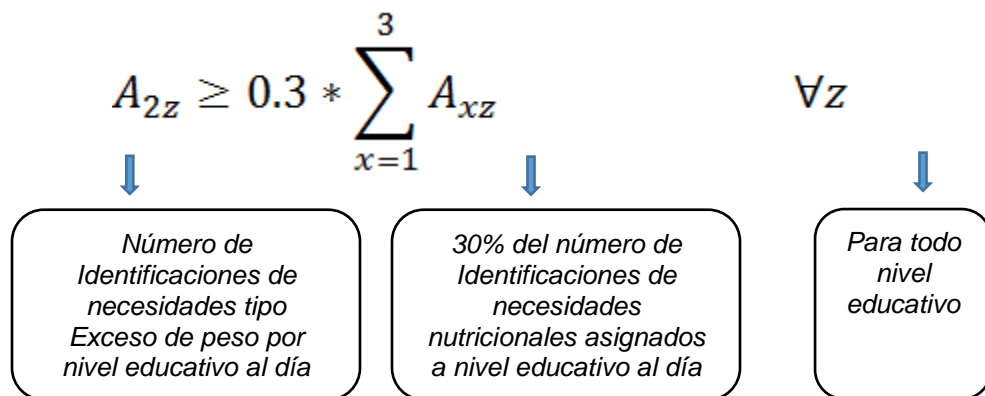 3
A₂z ≥ 0.3 * ∑ Axz ∀z
x=1
Número de
Identificaciones de
necesidades tipo
Exceso de peso por
nivel educativo al día
30% del número de
Identificaciones de
necesidades
nutricionales asignados
a nivel educativo al día
Para todo
nivel
educativo